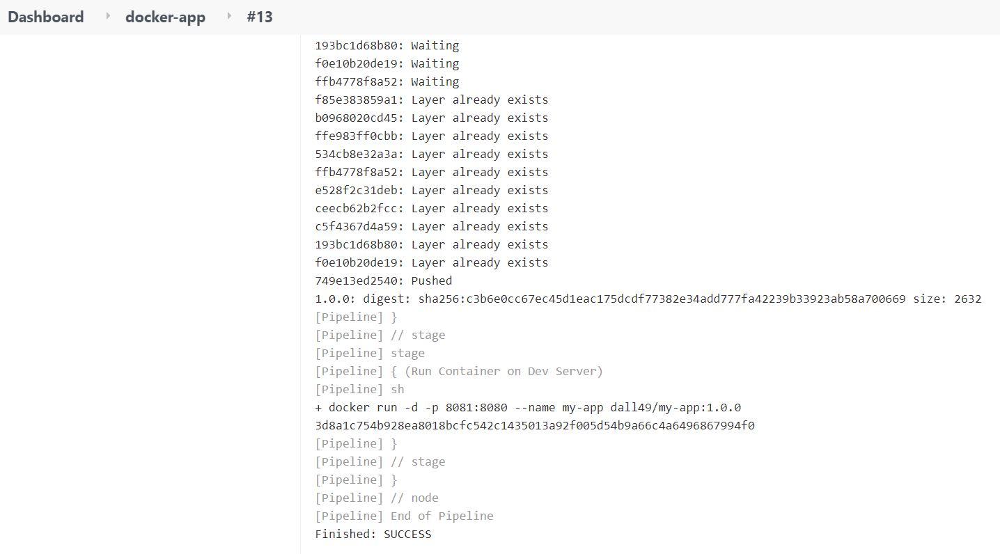 Dashboard docker-app #13
193bc1d68b80: Waiting
f0e10b20de19: Waiting
ffb4778f8a52: Waiting
f85e383859a1: Layer already exists
b0968020cd45: Layer already exists
ffe983ff0cbb: Layer already exists
534cb8e32a3a: Layer already exists
ffb4778f8a52: Layer already exists
e528f2c31deb: Layer already exists
ceecb62b2fcc: Layer already exists
c5f4367d4a59: Layer already exists
193bc1d68b80: Layer already exists
f0e10b20de19: Layer already exists
749e13ed2540: Pushed
1.0.0: digest: sha256:c3b6e0cc67ec45d1eac175dcdf77382e34add777fa42239b33923ab58a700669 size: 2632
[Pipeline] }
[Pipeline] // stage
[Pipeline] stage
[Pipeline] { (Run Container on Dev Server)
[Pipeline] sh
+ docker run -d -p 8081:8080 --name my-app dall49/my-app:1.0.0
3d8a1c754b928ea8018bcfc542c1435013a92f005d54b9a66c4a6496867994f0
[Pipeline] }
[Pipeline] // stage
[Pipeline] }
[Pipeline] // node
[Pipeline] End of Pipeline
Finished: SUCCESS